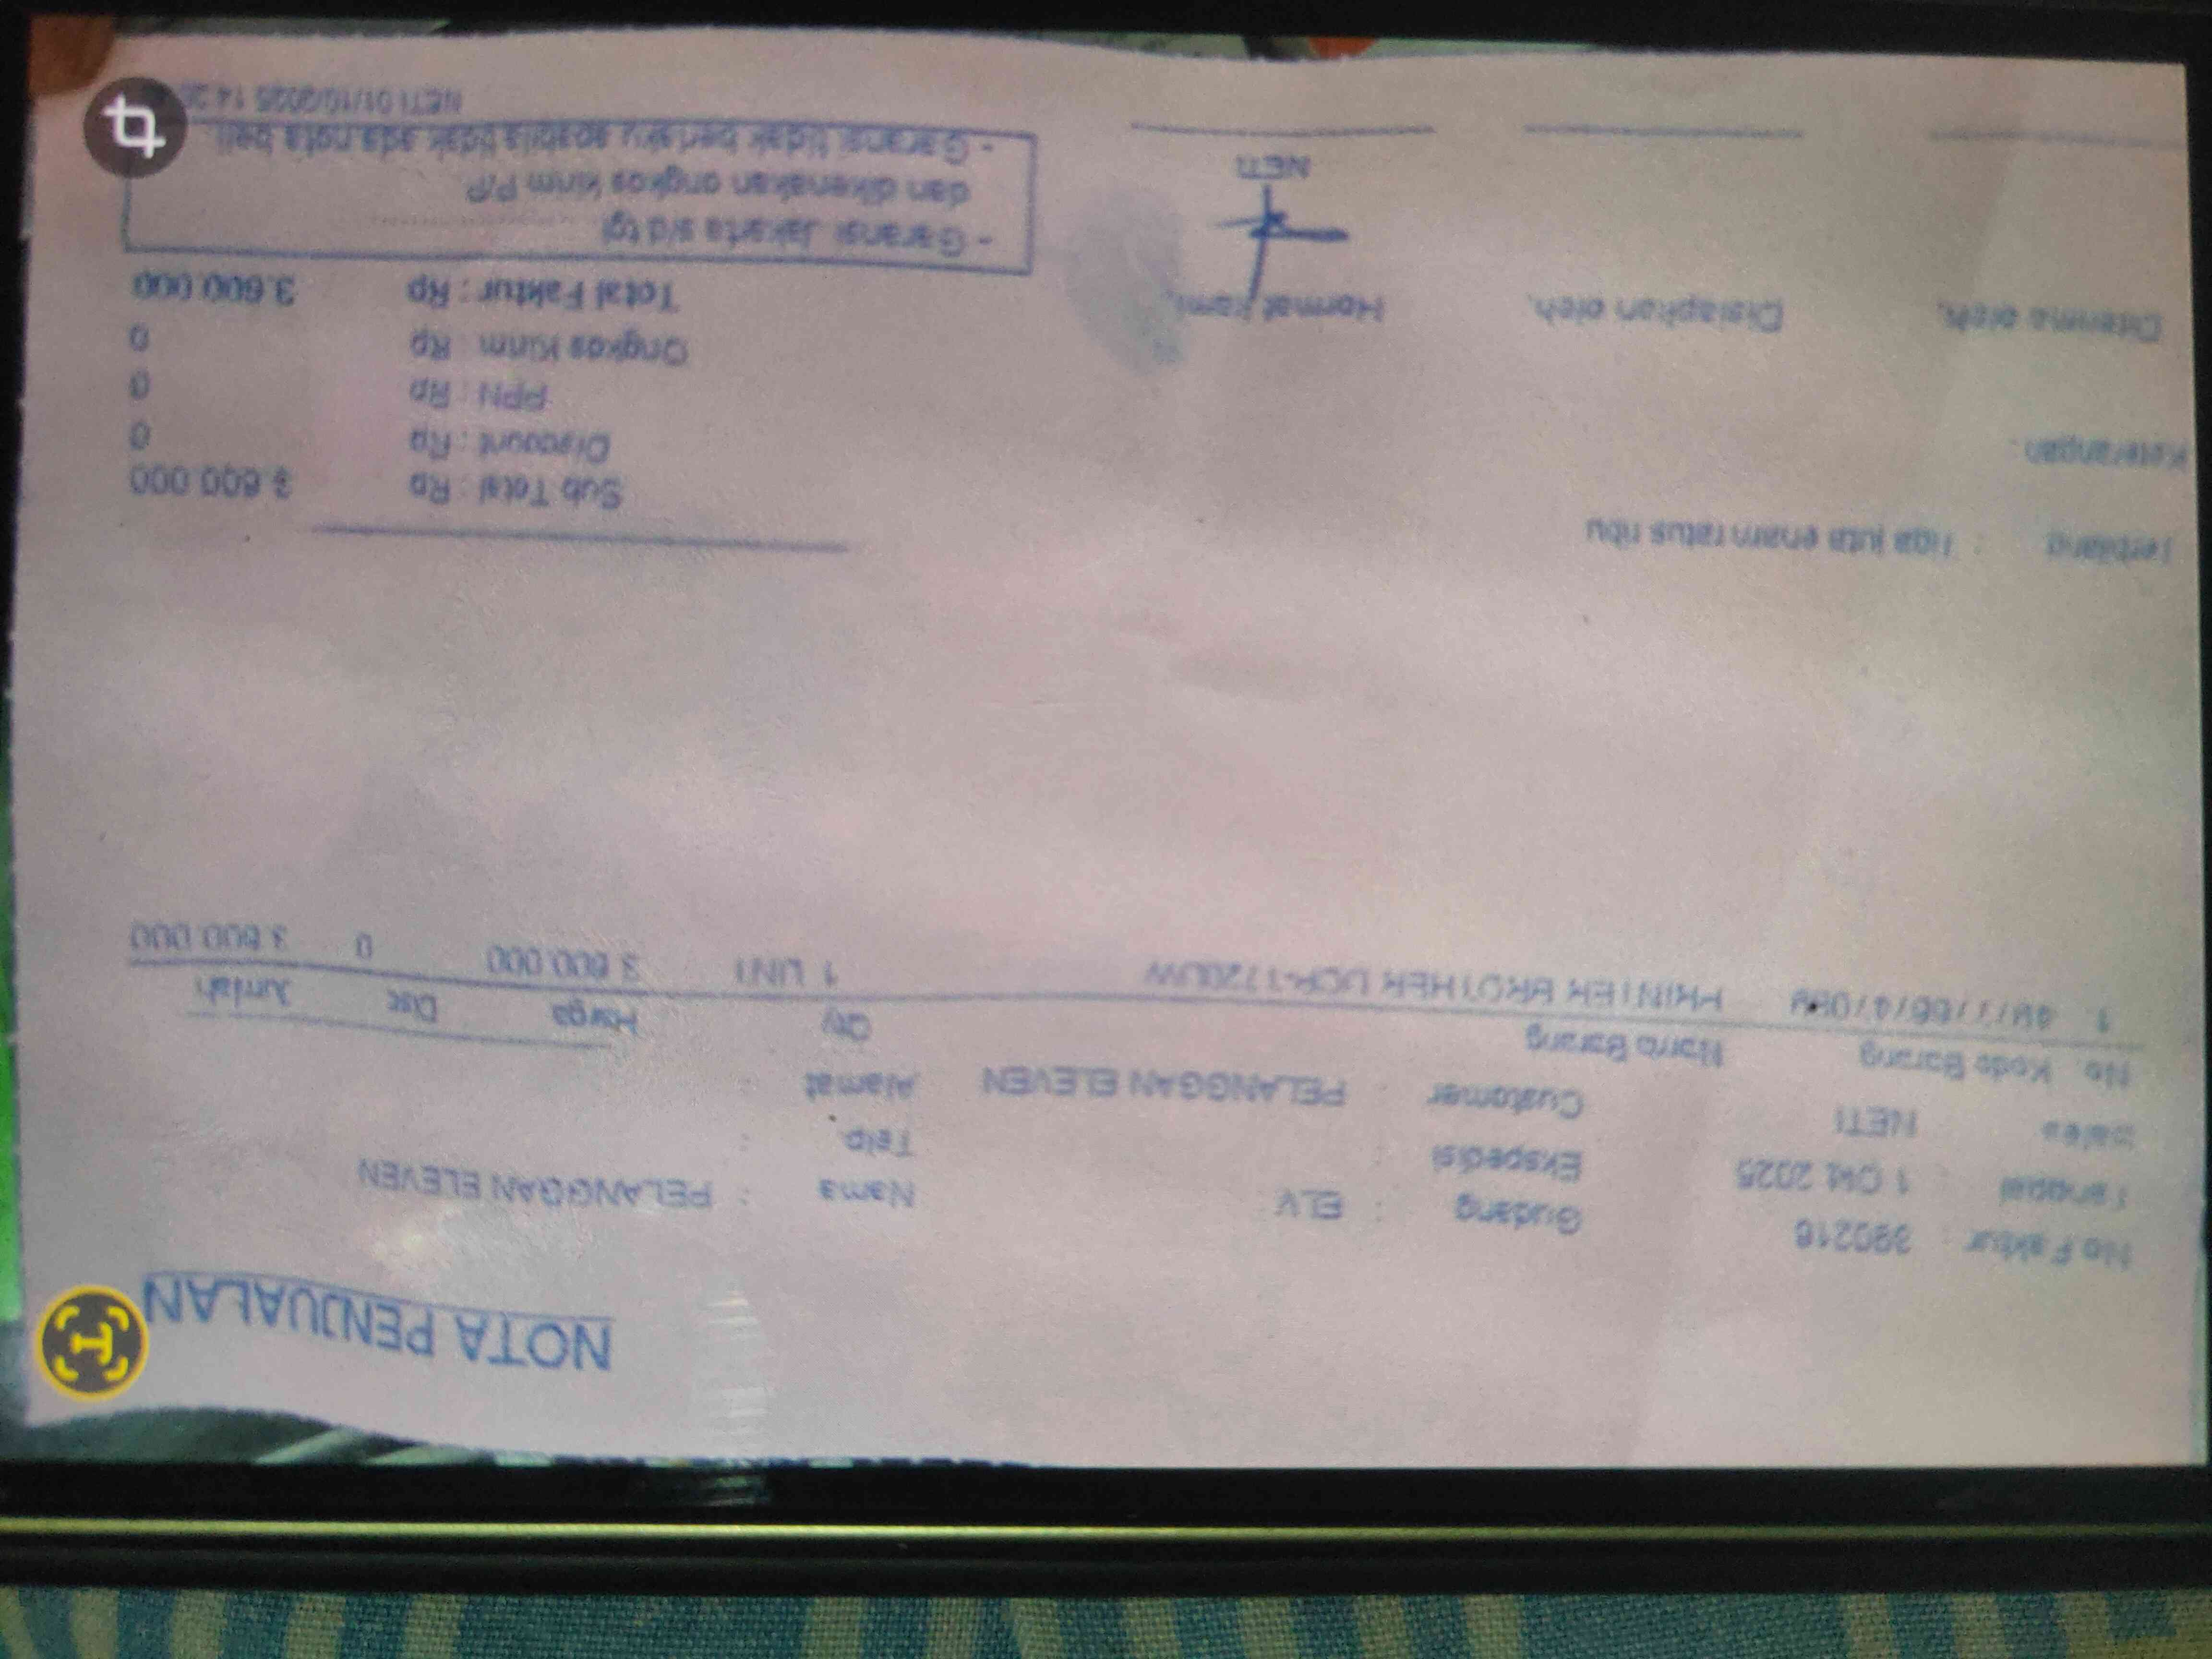 NOTA PENJUALAN
No Faktur : 390216 Gudang : ELV Nama : PELANGGAN ELEVEN
Tanggal : 1 Okt 2025 Ekspedisi : Telp :
Sales NETI Customer : PELANGGAN ELEVEN Alamat :
No Kode Barang Nama Barang Qty Harga Disc Jumlah
1 PRINTER BROTHER DCP-T720DW 1 UNIT 3.600.000 0 3.600.000
Terbilang : Tiga juta enam ratus ribu
Sub Total : Rp 3.600.000
Keterangan
Discount : Rp 0
PPN : Rp 0
Ongkos Kirim Rp 0
Diterima oleh, Disiapkan oleh, Hormat kami, Total Faktur : Rp 3.600.000
- Garansi Jakarta s/d tgl
dan dikenakan ongkos kirim P/P
NETI
- Garansi tidak berlaku apabila tidak ada nota beli
NETI 01/10/2025